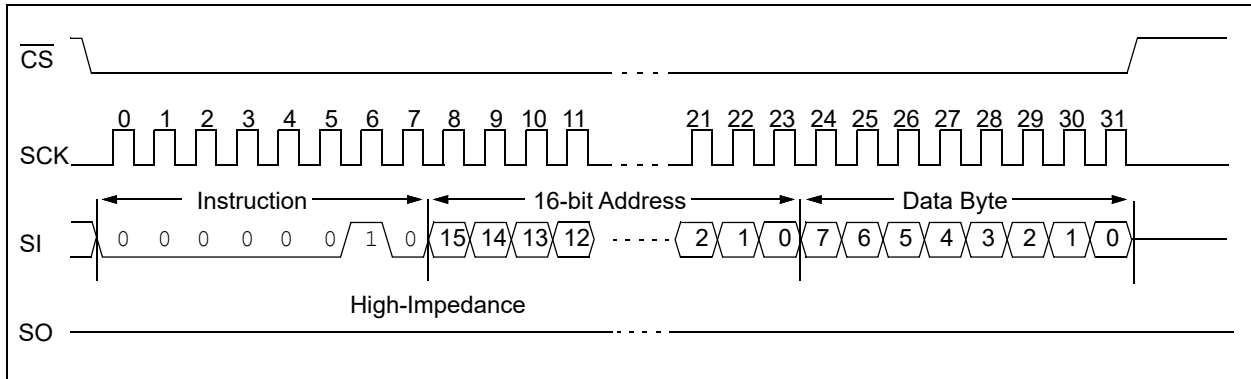 CS
0 1 2 3 4 5 6 7 8 9 10 11 21 22 23 24 25 26 27 28 29 30 31
SCK
Instruction 16-bit Address Data Byte
SI 0 0 0 0 0 0 1 0 15 14 13 12 2 1 0 7 6 5 4 3 2 1 0
High-Impedance
SO